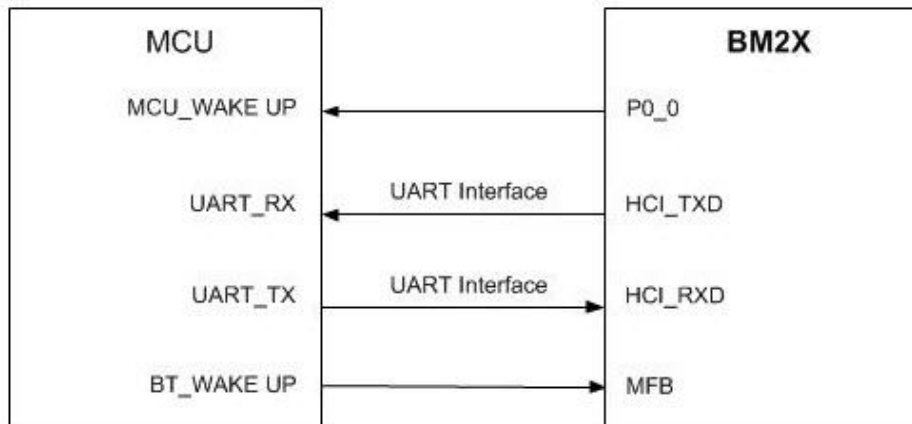 MCU
BM2X
MCU_WAKE UP
P0_0
UART_RX
UART Interface
HCI_TXD
UART_TX
UART Interface
HCI_RXD
BT_WAKE UP
MFB